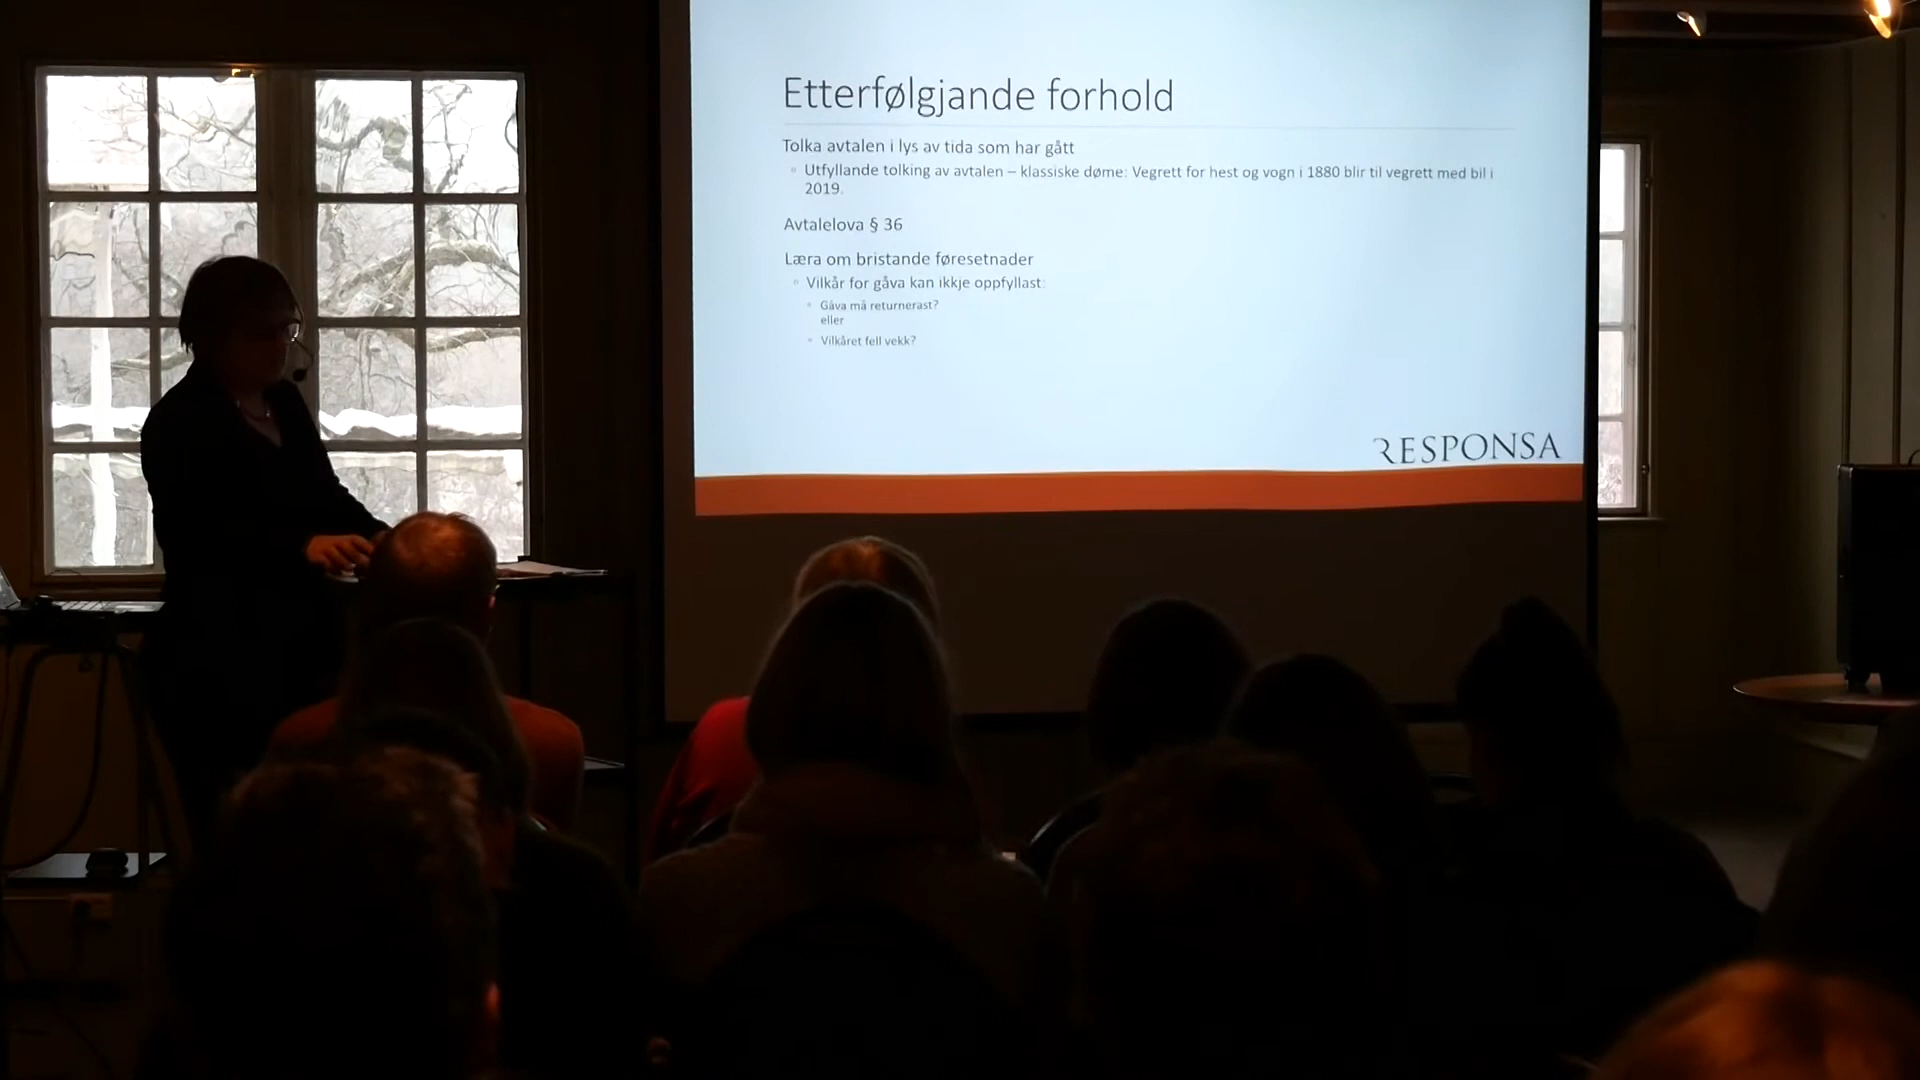 Etterfølgjande forhold
Tolka avtalen i lys av tida som har gått
Utfyllande tolking av avtalen – klassiske døme: Vegrett for hest og vogn i 1880 blir til vegrett med bil i
2019.
Avtalelova § 36
Læra om bristande føresetnader
Vilkår for gåva kan ikkje oppfyllast:
Gåva må returnerast?
eller
Vilkåret fell vekk?
RESPONSA